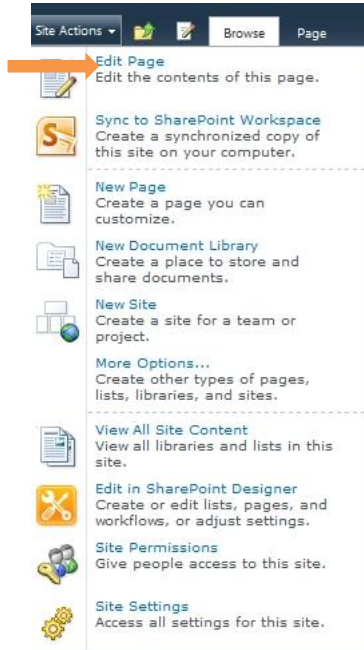 Site Actions
Browse
Page
Edit Page
Edit the contents of this page.
Sync to SharePoint Workspace
Create a synchronized copy of
this site on your computer.
New Page
Create a page you can
customize.
New Document Library
Create a place to store and
share documents.
New Site
Create a site for a team or
project.
More Options...
Create other types of pages,
lists, libraries, and sites.
View All Site Content
View all libraries and lists in this
site.
Edit in SharePoint Designer
Create or edit lists, pages, and
workflows, or adjust settings.
Site Permissions
Give people access to this site.
Site Settings
Access all settings for this site.